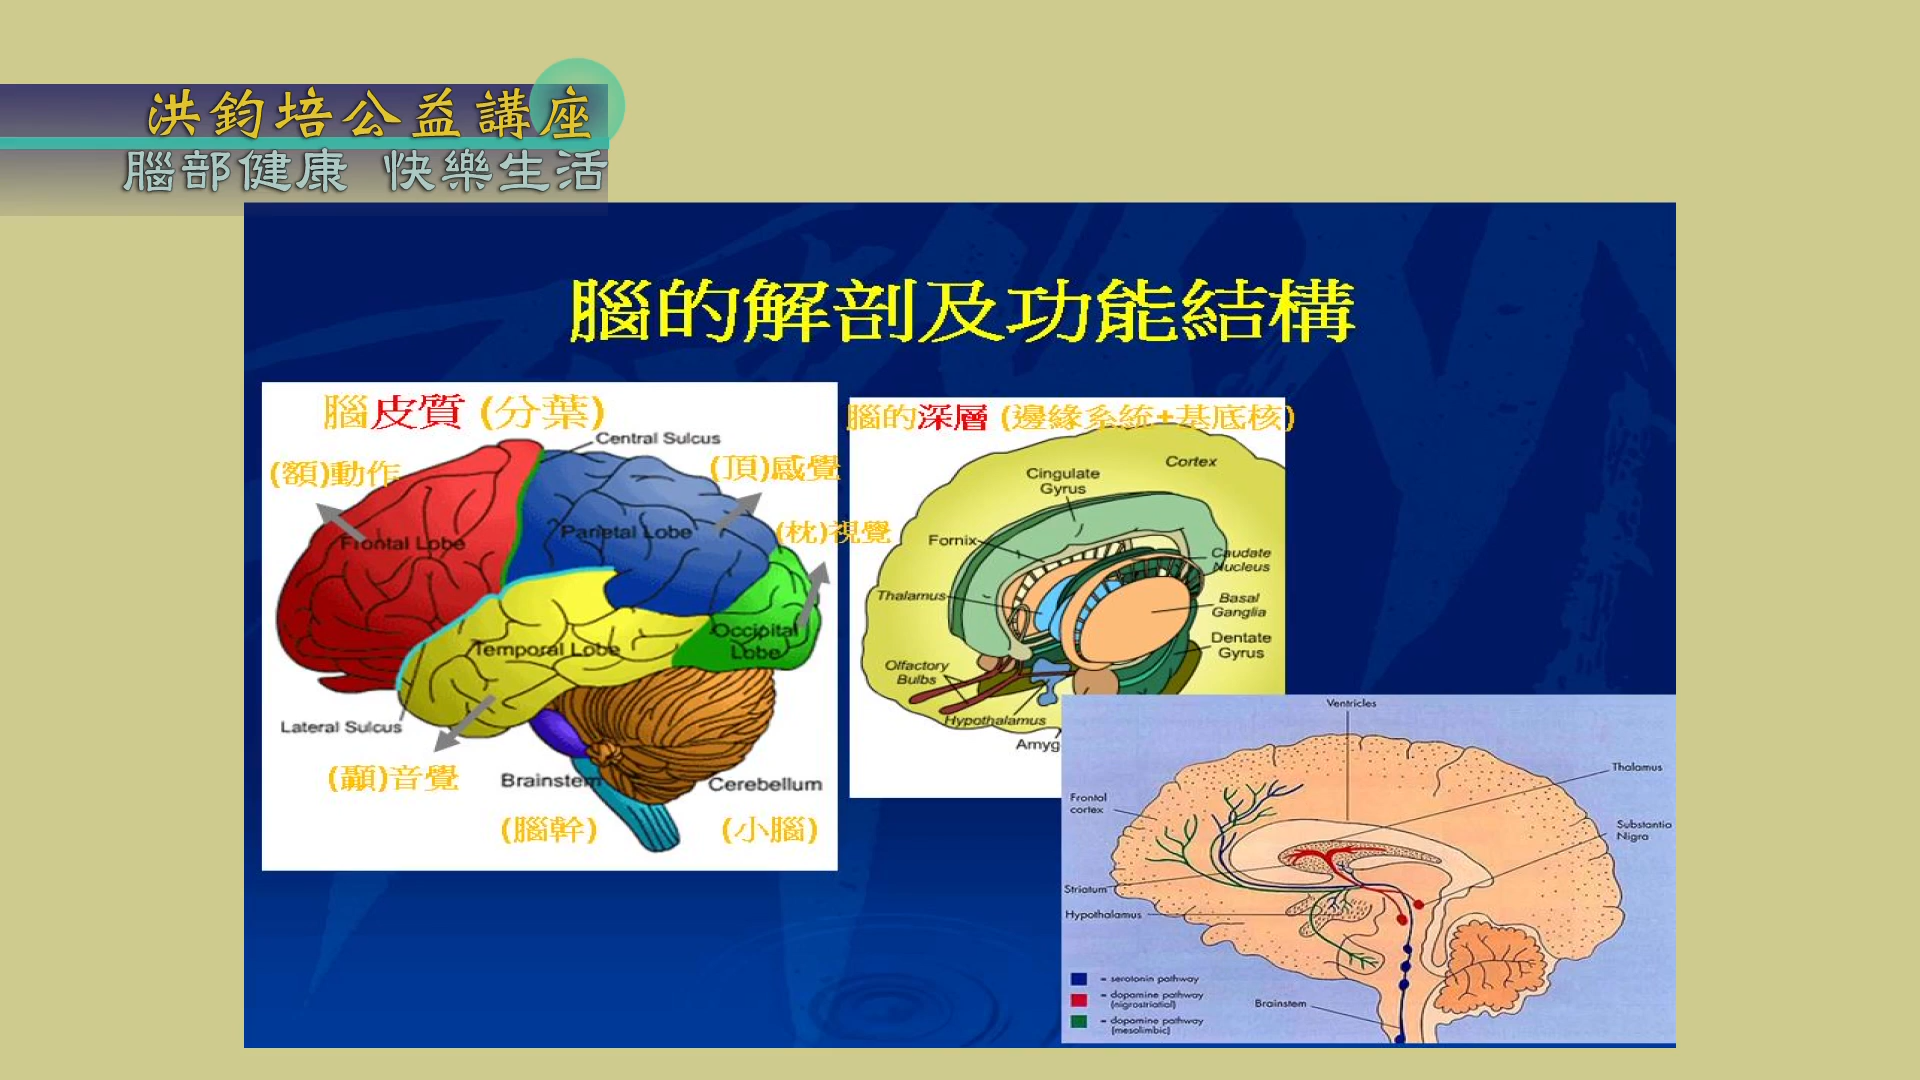 洪鈞培公益講座
腦部健康 快樂生活
腦的解剖及功能結構
腦皮質 (分葉)
Central Sulcus
(額)動作
(頂)感覺
(枕)視覺
Frontal Lobe
Parietal Lobe
Occipital
Lobe
Temporal Lobe
Lateral Sulcus
(顳)音覺
Brainstem
Cerebellum
(腦幹)
(小腦)
腦的深層 (邊緣系統+基底核)
Cortex
Cingulate
Gyrus
Fornix
Caudate
Nucleus
Thalamus
Basal
Ganglia
Dentate
Gyrus
Olfactory
Bulbs
Hypothalamus
Amyg
Ventricles
Thalamus
Frontal
cortex
Substantia
Nigra
Striatum
Hypothalamus
= serotonin pathway
= dopamine pathway
(nigrostriatial)
= dopamine pathway
(mesolimbic)
Brainstem